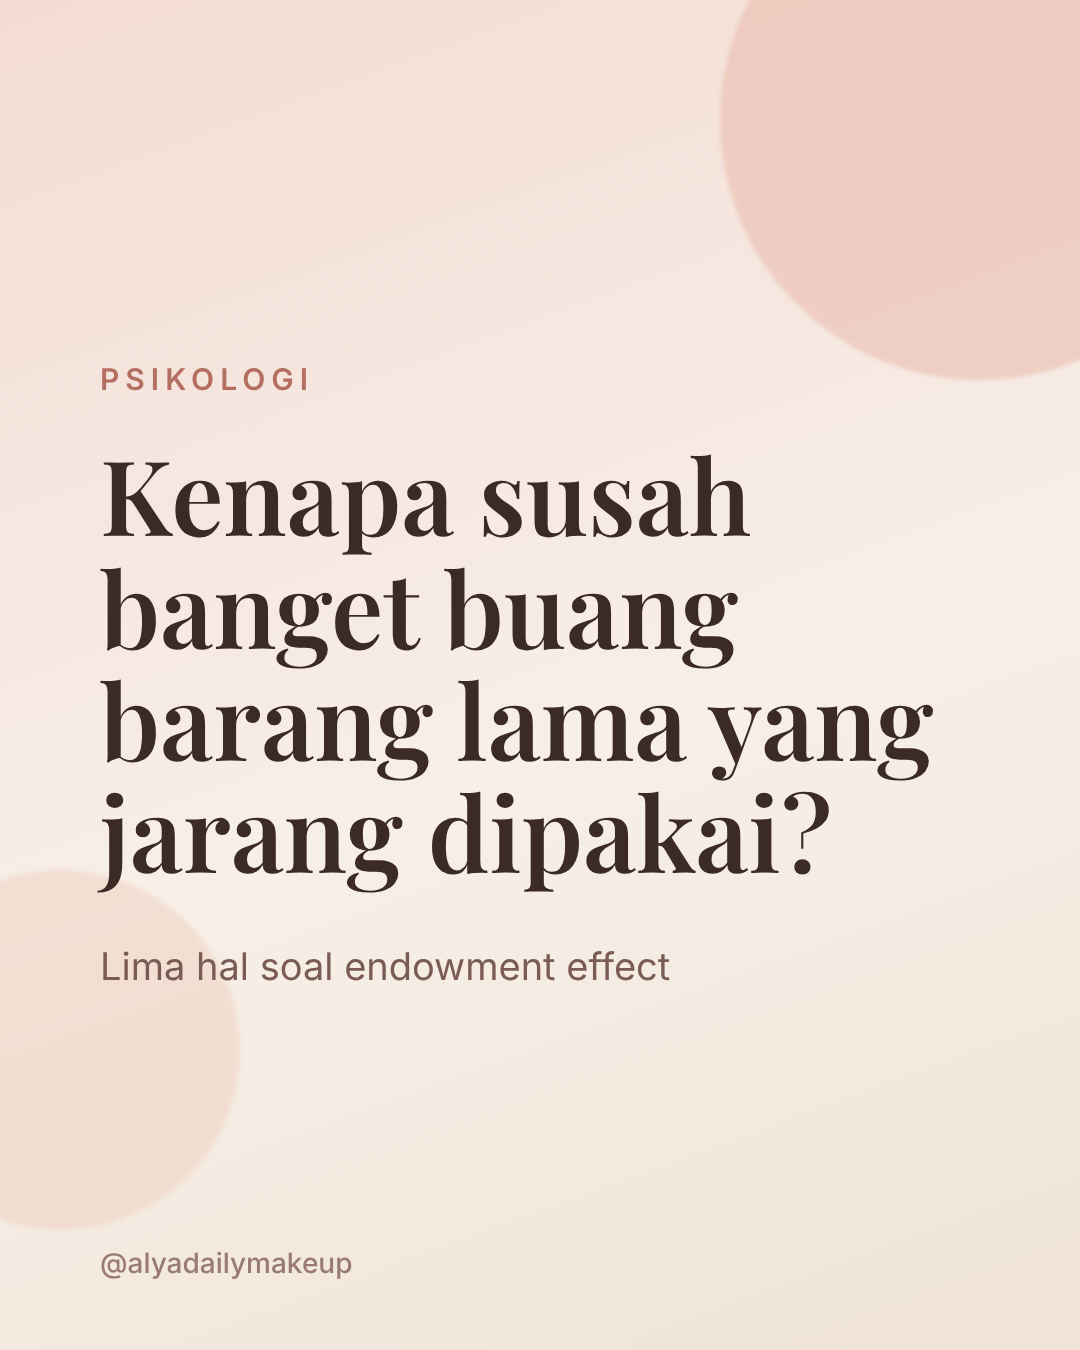 PSIKOLOGI
Kenapa susah
banget buang
barang lama yang
jarang dipakai?
Lima hal soal endowment effect
@alyadailymakeup